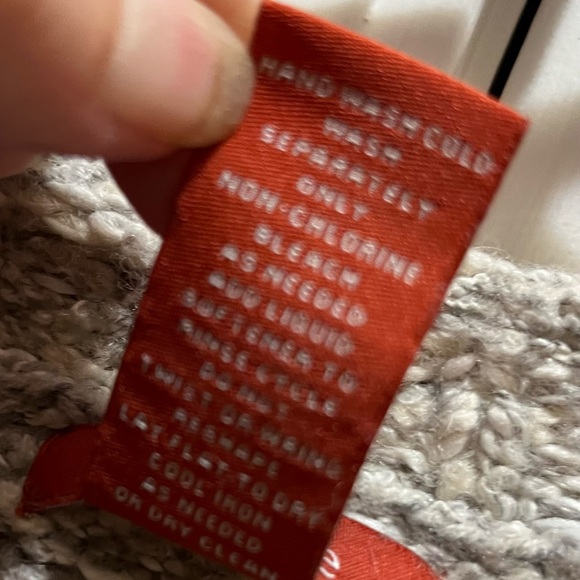 HAND WASH COLD
WASH
SEPARATELY
ONLY
NON-CHLORINE
BLEACH
AS NEEDED
ADD LIQUID
SOFTENER TO
RINSE CYCLE
DO NOT
TWIST OR WRING
RESHAPE
LAY FLAT TO DRY
COOL IRON
AS NEEDED
OR DRY CLEAN